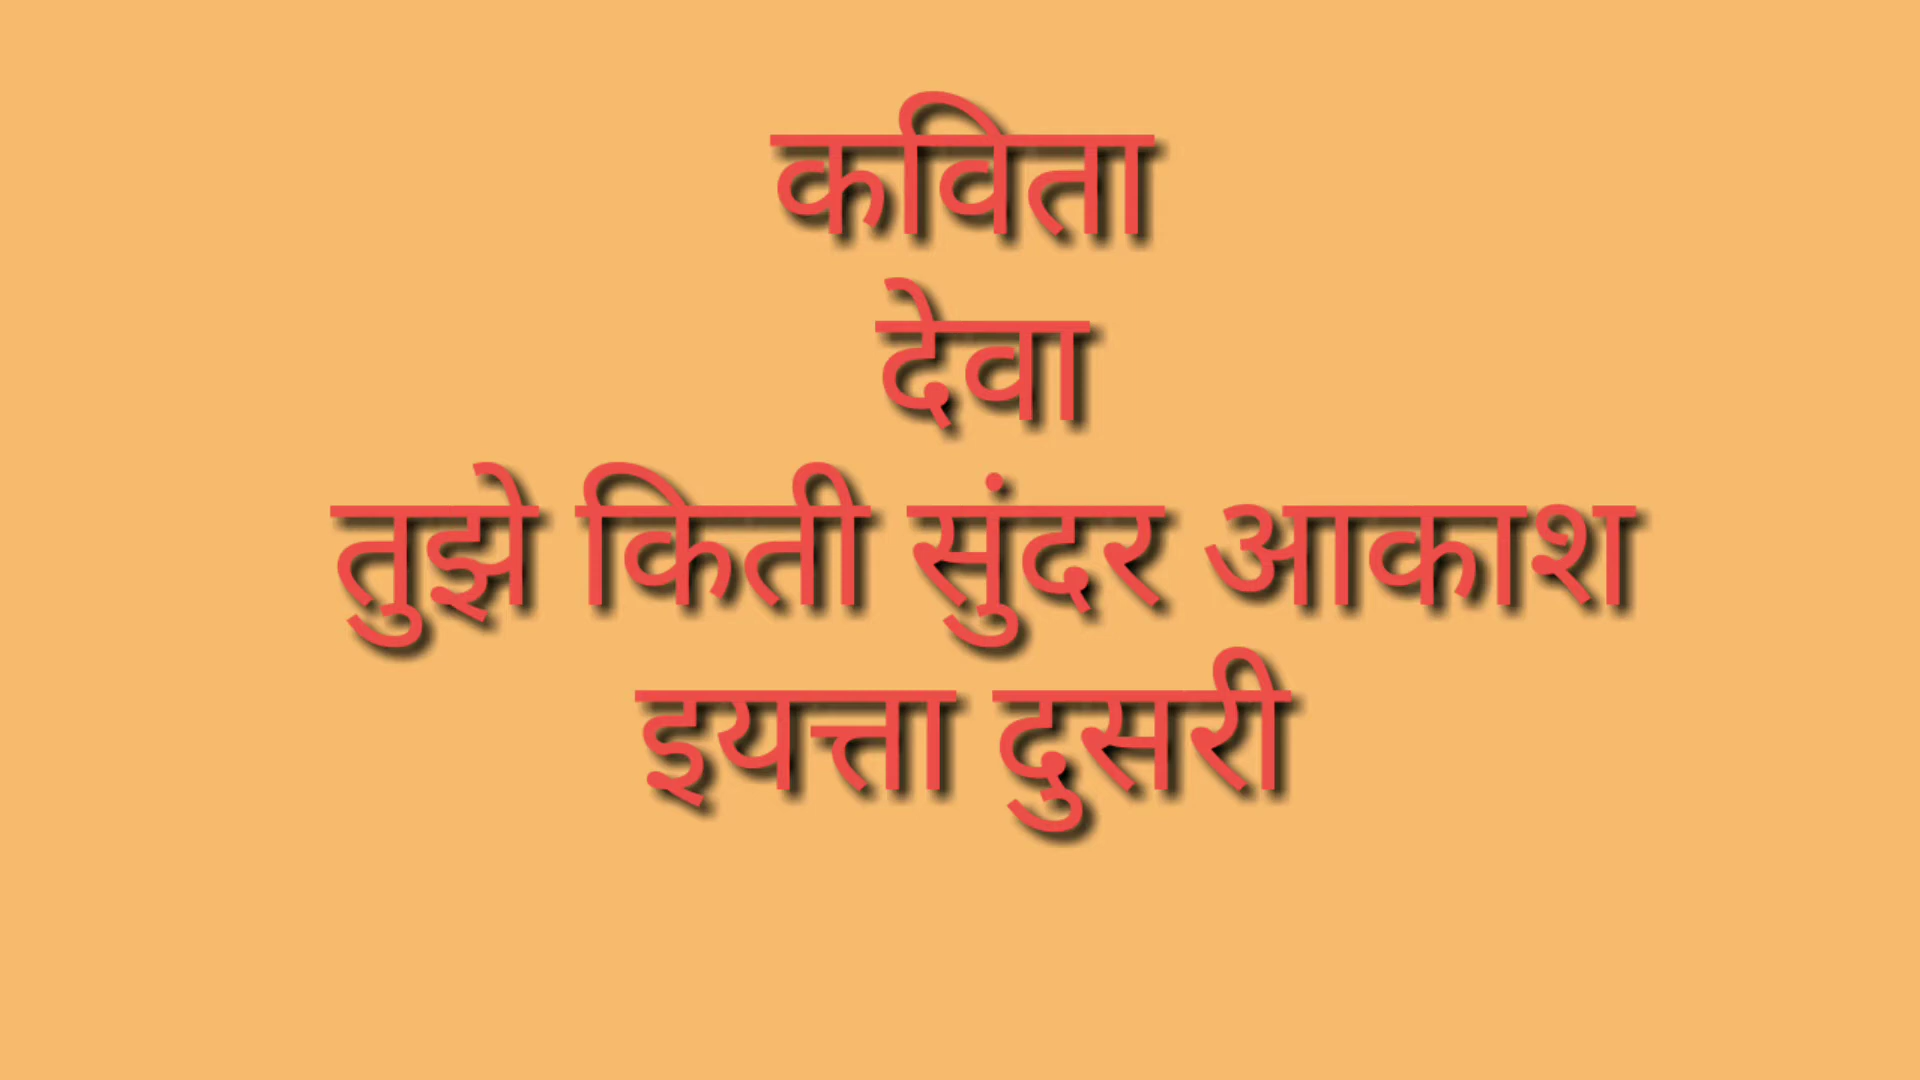 कविता
देवा
तुझे किती सुंदर आकाश
इयत्ता दुसरी